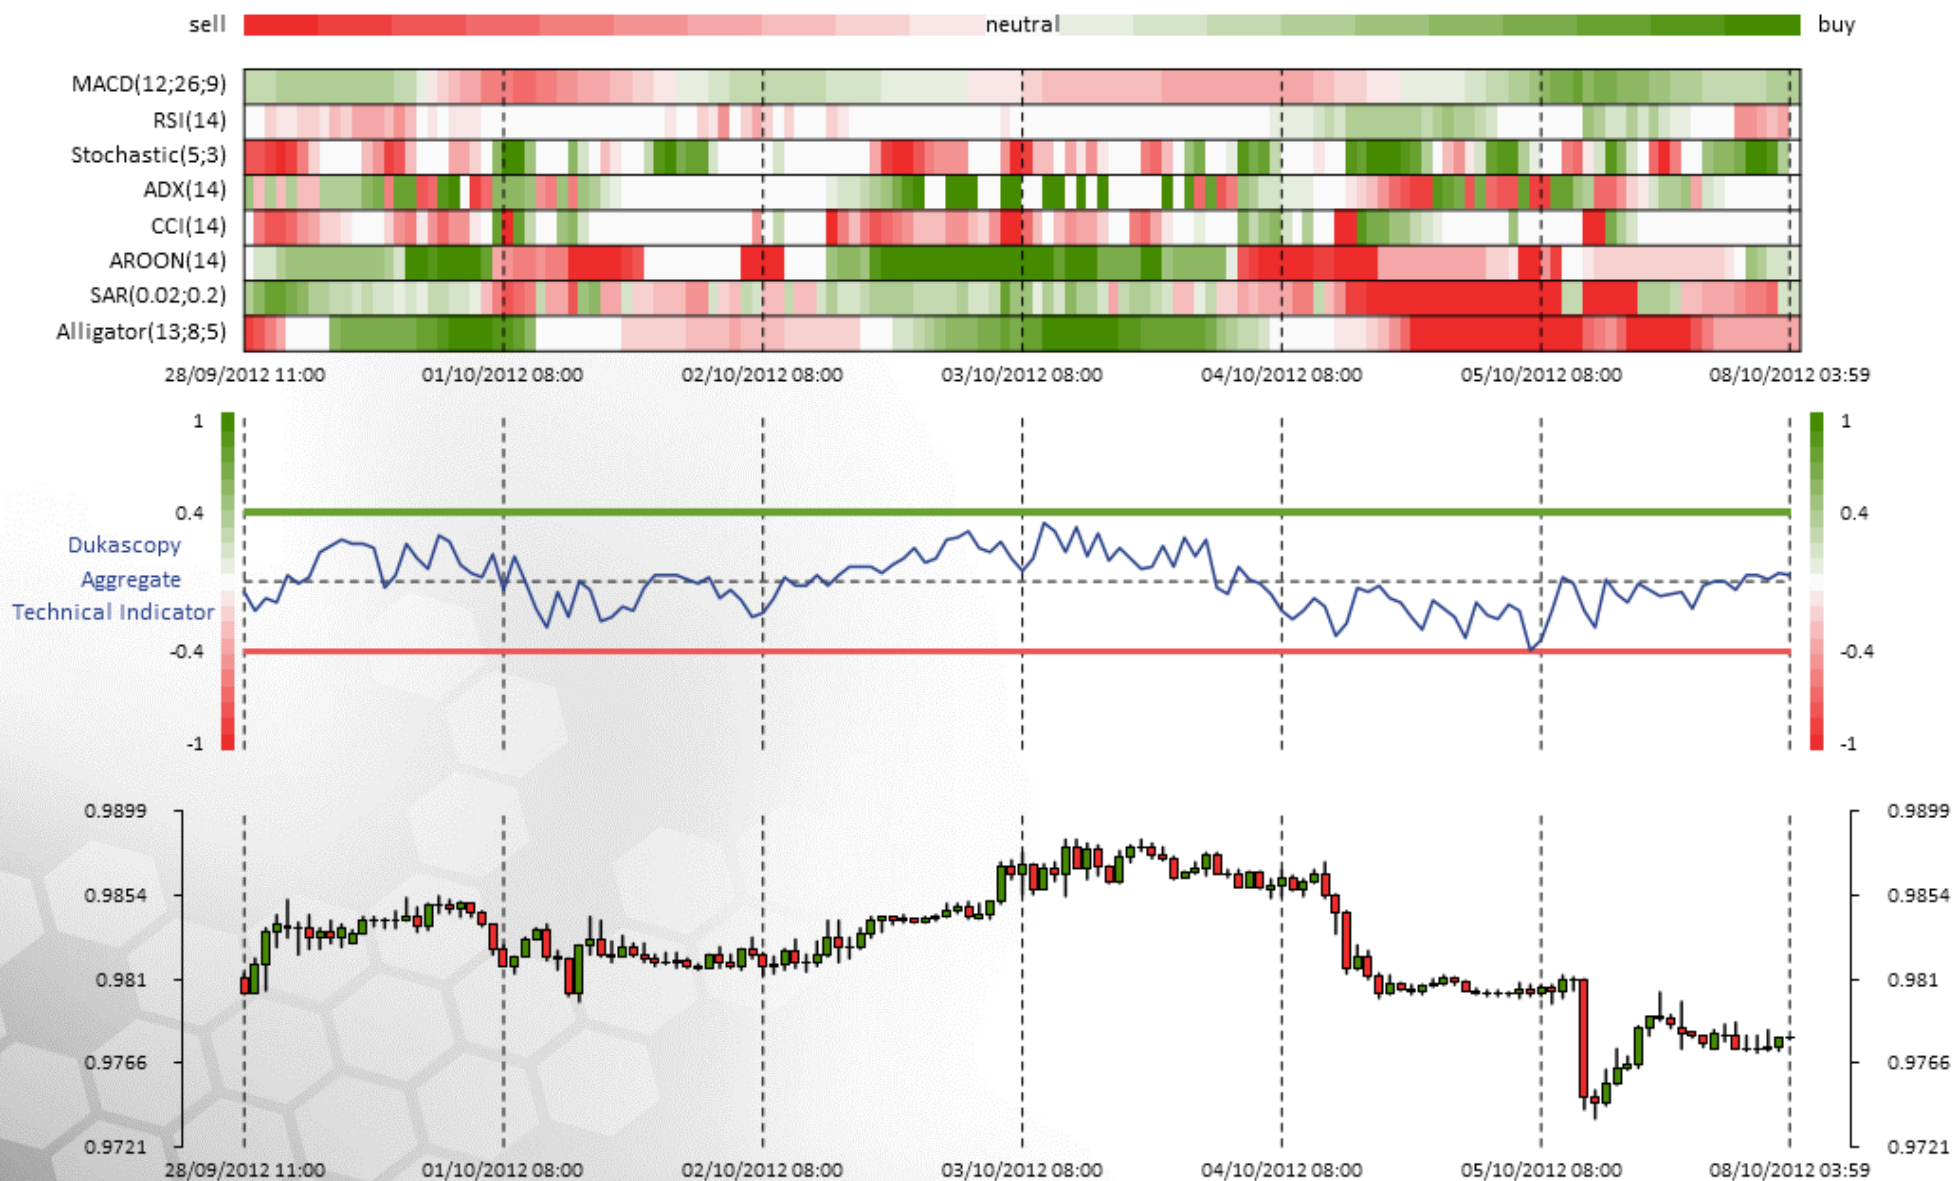 sell neutral buy
MACD(12;26;9)
RSI(14)
Stochastic(5;3)
ADX(14)
CCI(14)
AROON(14)
SAR(0.02;0.2)
Alligator(13;8;5)
28/09/2012 11:00 01/10/2012 08:00 02/10/2012 08:00 03/10/2012 08:00 04/10/2012 08:00 05/10/2012 08:00 08/10/2012 03:59
1 1
0.4 0.4
Dukascopy
Aggregate
Technical Indicator
-0.4 -0.4
-1 -1
0.9899 0.9899
0.9854 0.9854
0.981 0.981
0.9766 0.9766
0.9721 0.9721
28/09/2012 11:00 01/10/2012 08:00 02/10/2012 08:00 03/10/2012 08:00 04/10/2012 08:00 05/10/2012 08:00 08/10/2012 03:59